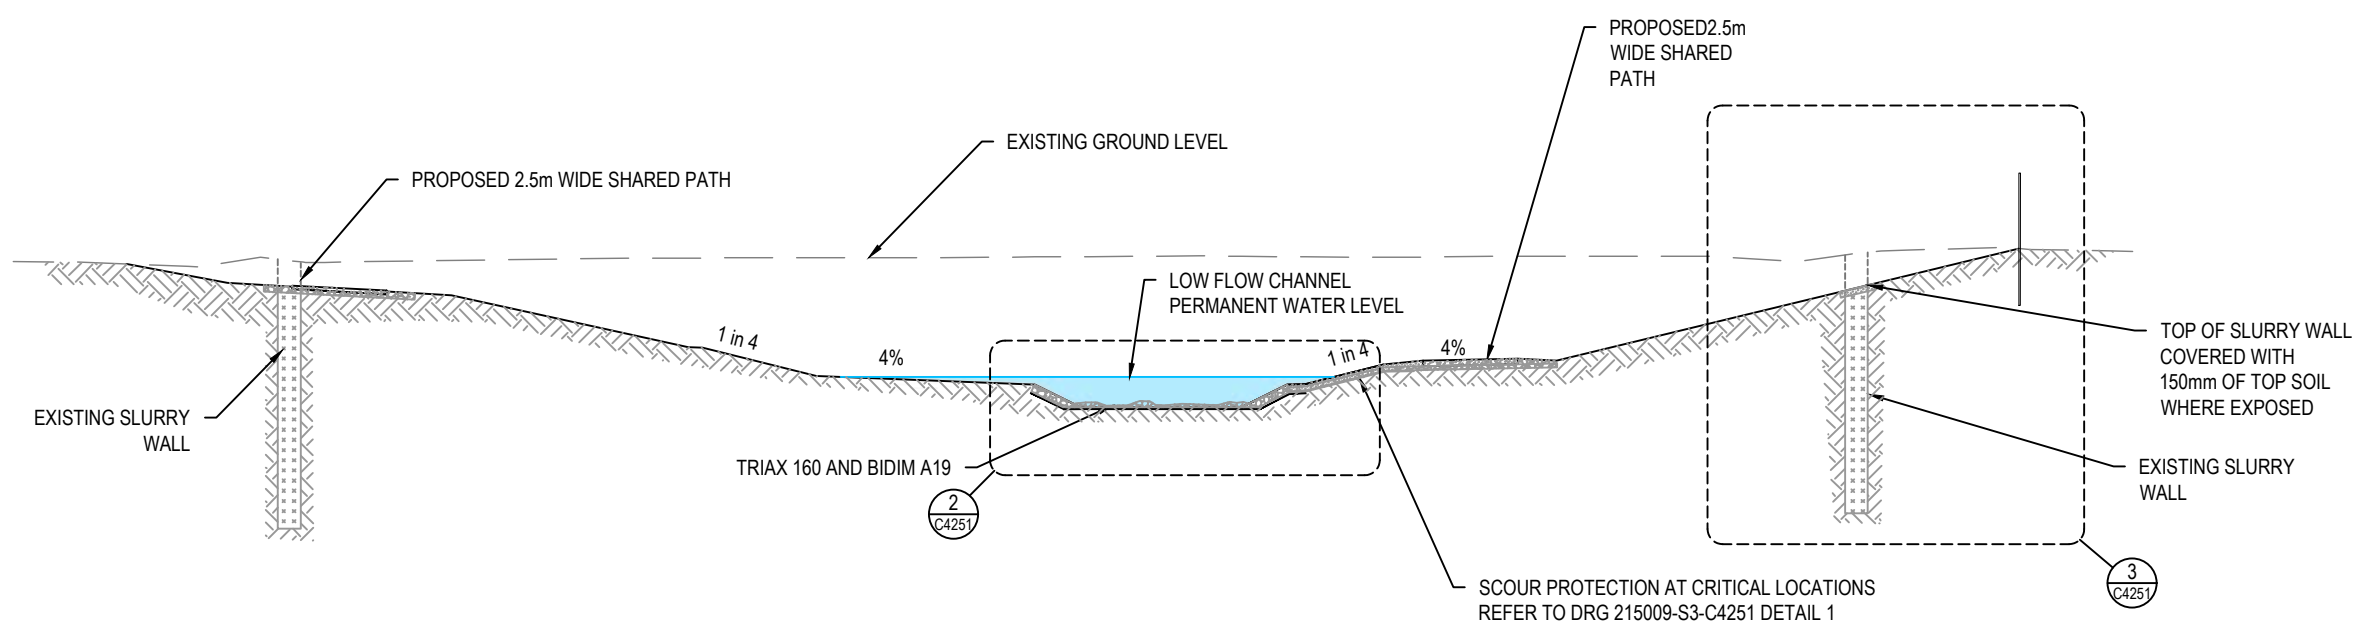 PROPOSED2.5m
WIDE SHARED
PATH
EXISTING GROUND LEVEL
PROPOSED 2.5m WIDE SHARED PATH
LOW FLOW CHANNEL
PERMANENT WATER LEVEL
1 in 4
4%
1 in 4
4%
TOP OF SLURRY WALL
COVERED WITH
150mm OF TOP SOIL
WHERE EXPOSED
EXISTING SLURRY
WALL
TRIAX 160 AND BIDIM A19
EXISTING SLURRY
WALL
2
C4251
3
C4251
SCOUR PROTECTION AT CRITICAL LOCATIONS
REFER TO DRG 215009-S3-C4251 DETAIL 1